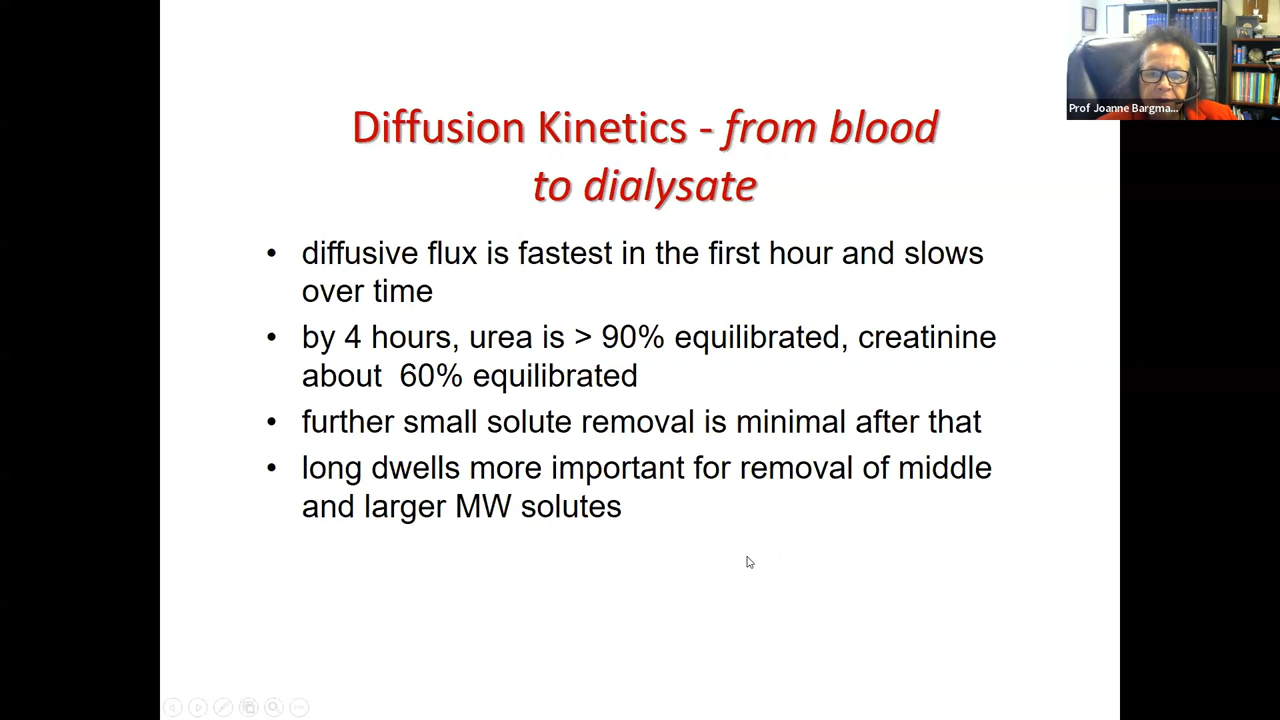 Prof Joanne Bargma...
Diffusion Kinetics - from blood
to dialysate
• diffusive flux is fastest in the first hour and slows
over time
• by 4 hours, urea is > 90% equilibrated, creatinine
about 60% equilibrated
• further small solute removal is minimal after that
• long dwells more important for removal of middle
and larger MW solutes